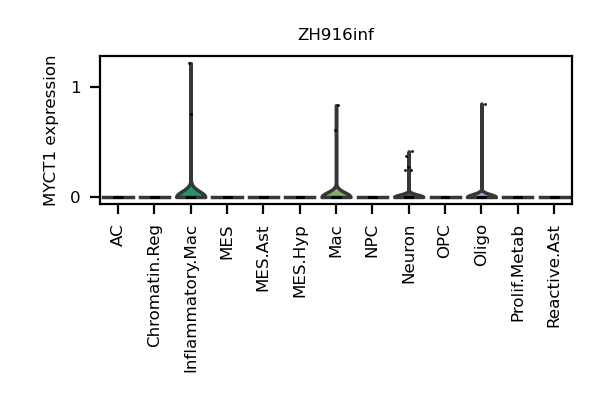 ZH916inf
MYCT1 expression
1
0
AC
Chromatin.Reg
Inflammatory.Mac
MES
MES.Ast
MES.Hyp
Mac
NPC
Neuron
OPC
Oligo
Prolif.Metab
Reactive.Ast